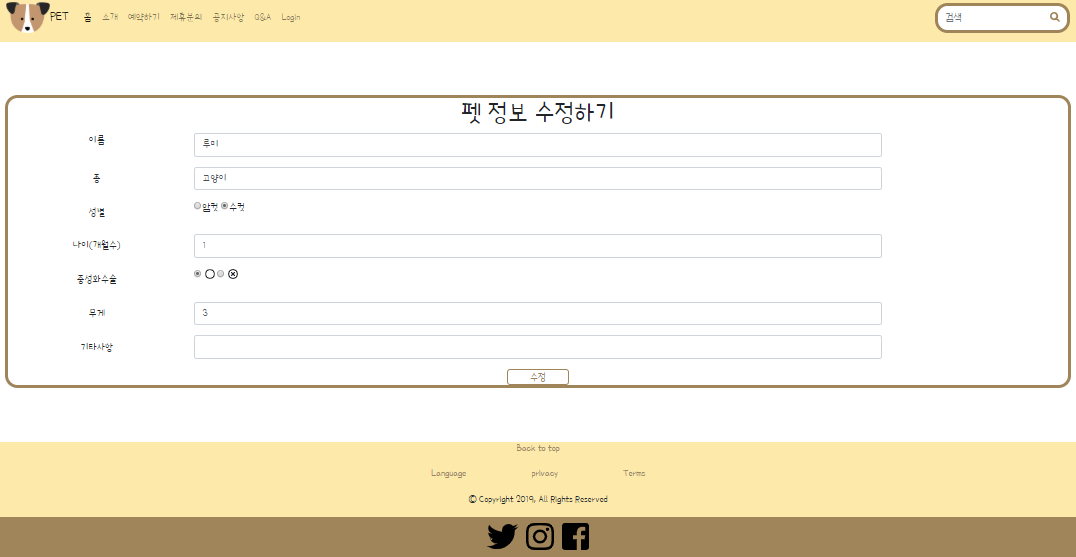 PET 홈 소개 예약하기 제휴문의 공지사항 Q&A Login 검색
펫 정보 수정하기
이름 루미
종 고양이
성별 암컷 수컷
나이(개월수) 1
중성화수술
무게 3
기타사항
수정
Back to top
Language privacy Terms
© Copyright 2019, All Rights Reserved